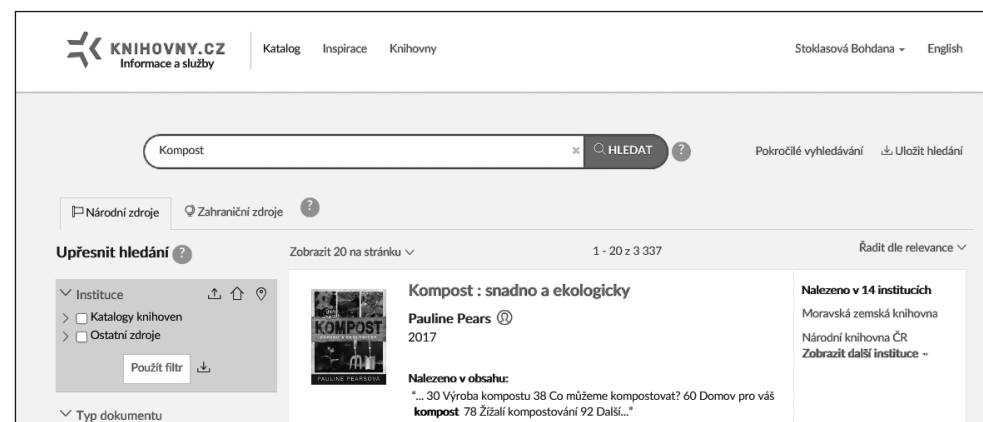 KNIHOVNY.CZ
Informace a služby
Katalog Inspirace Knihovny
Stoklasová Bohdana English
Kompost
HLEDAT ?
Pokročilé vyhledávání Uložit hledání
Národní zdroje Zahraniční zdroje ?
Upřesnit hledání ?
Zobrazit 20 na stránku
1 - 20 z 3 337
Řadit dle relevance
Instituce
Katalogy knihoven
Ostatní zdroje
Použít filtr
Typ dokumentu
KOMPOST
SNADNO A EKOLOGICKY
PAULINE PEARSOVÁ
Kompost : snadno a ekologicky
Pauline Pears
2017
Nalezeno v obsahu:
"... 30 Výroba kompostu 38 Co můžeme kompostovat? 60 Domov pro váš
kompost 78 Žížalí kompostování 92 Další..."
Nalezeno v 14 institucích
Moravská zemská knihovna
Národní knihovna ČR
Zobrazit další instituce